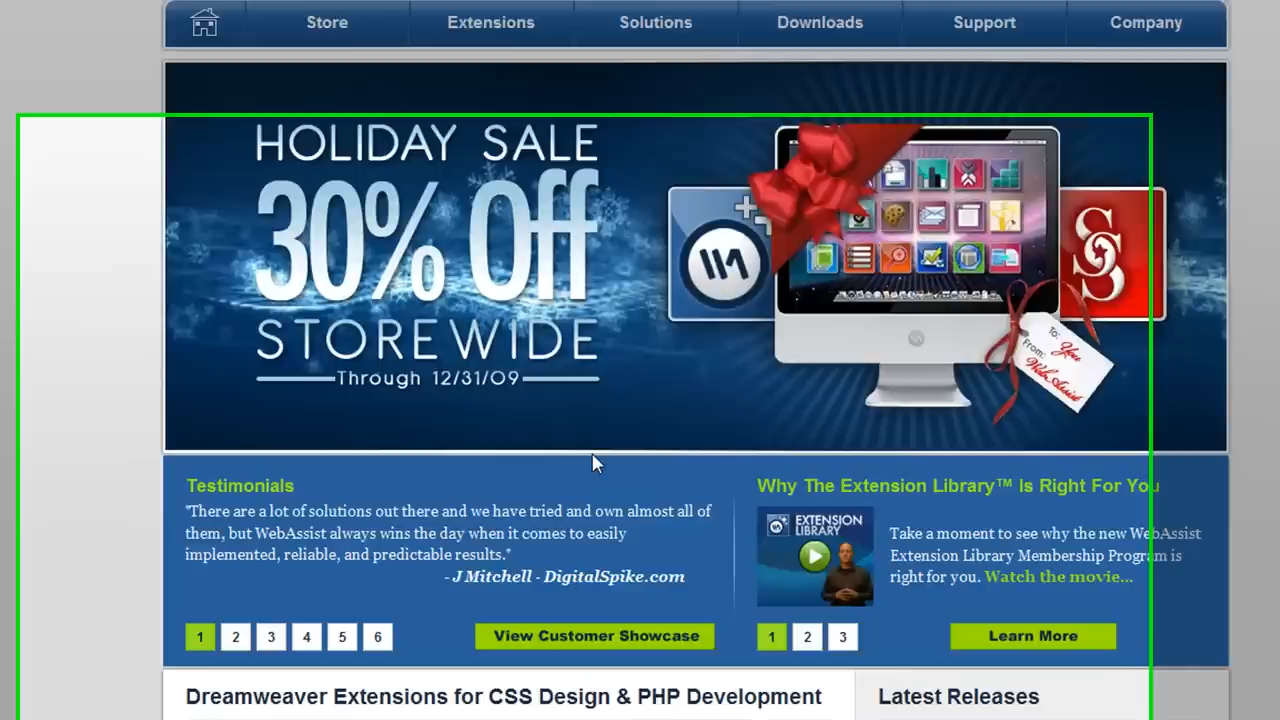 Store Extensions Solutions Downloads Support Company
HOLIDAY SALE
30% Off
STOREWIDE
Through 12/31/09
To: You
From: WebAssist
Testimonials
"There are a lot of solutions out there and we have tried and own almost all of
them, but WebAssist always wins the day when it comes to easily
implemented, reliable, and predictable results."
- J Mitchell - DigitalSpike.com
1 2 3 4 5 6
View Customer Showcase
Why The Extension Library™ Is Right For You
EXTENSION
LIBRARY
Take a moment to see why the new WebAssist
Extension Library Membership Program is
right for you. Watch the movie...
1 2 3
Learn More
Dreamweaver Extensions for CSS Design & PHP Development
Latest Releases